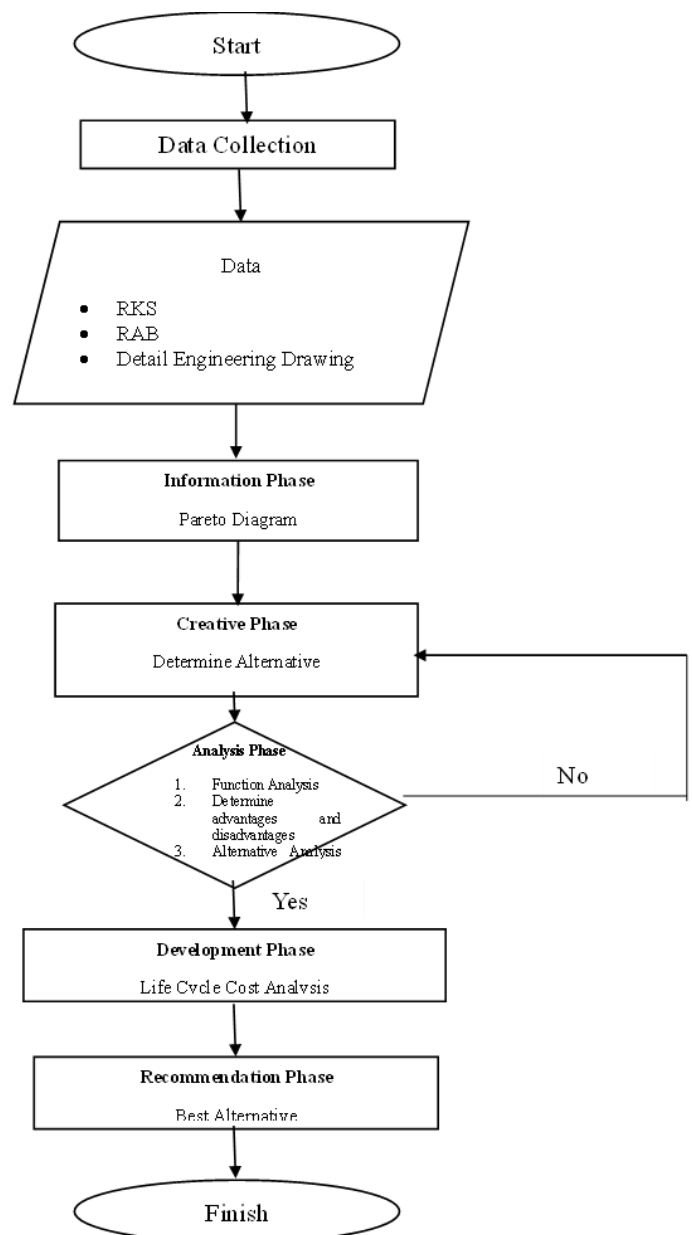 Start
Data Collection
Data
• RKS
• RAB
• Detail Engineering Drawing
Information Phase
Pareto Diagram
Creative Phase
Determine Alternative
Analysis Phase
1. Function Analysis
2. Determine
advantages and
disadvantages
3. Alternative Analysis
No
Yes
Development Phase
Life Cycle Cost Analysis
Recommendation Phase
Best Alternative
Finish